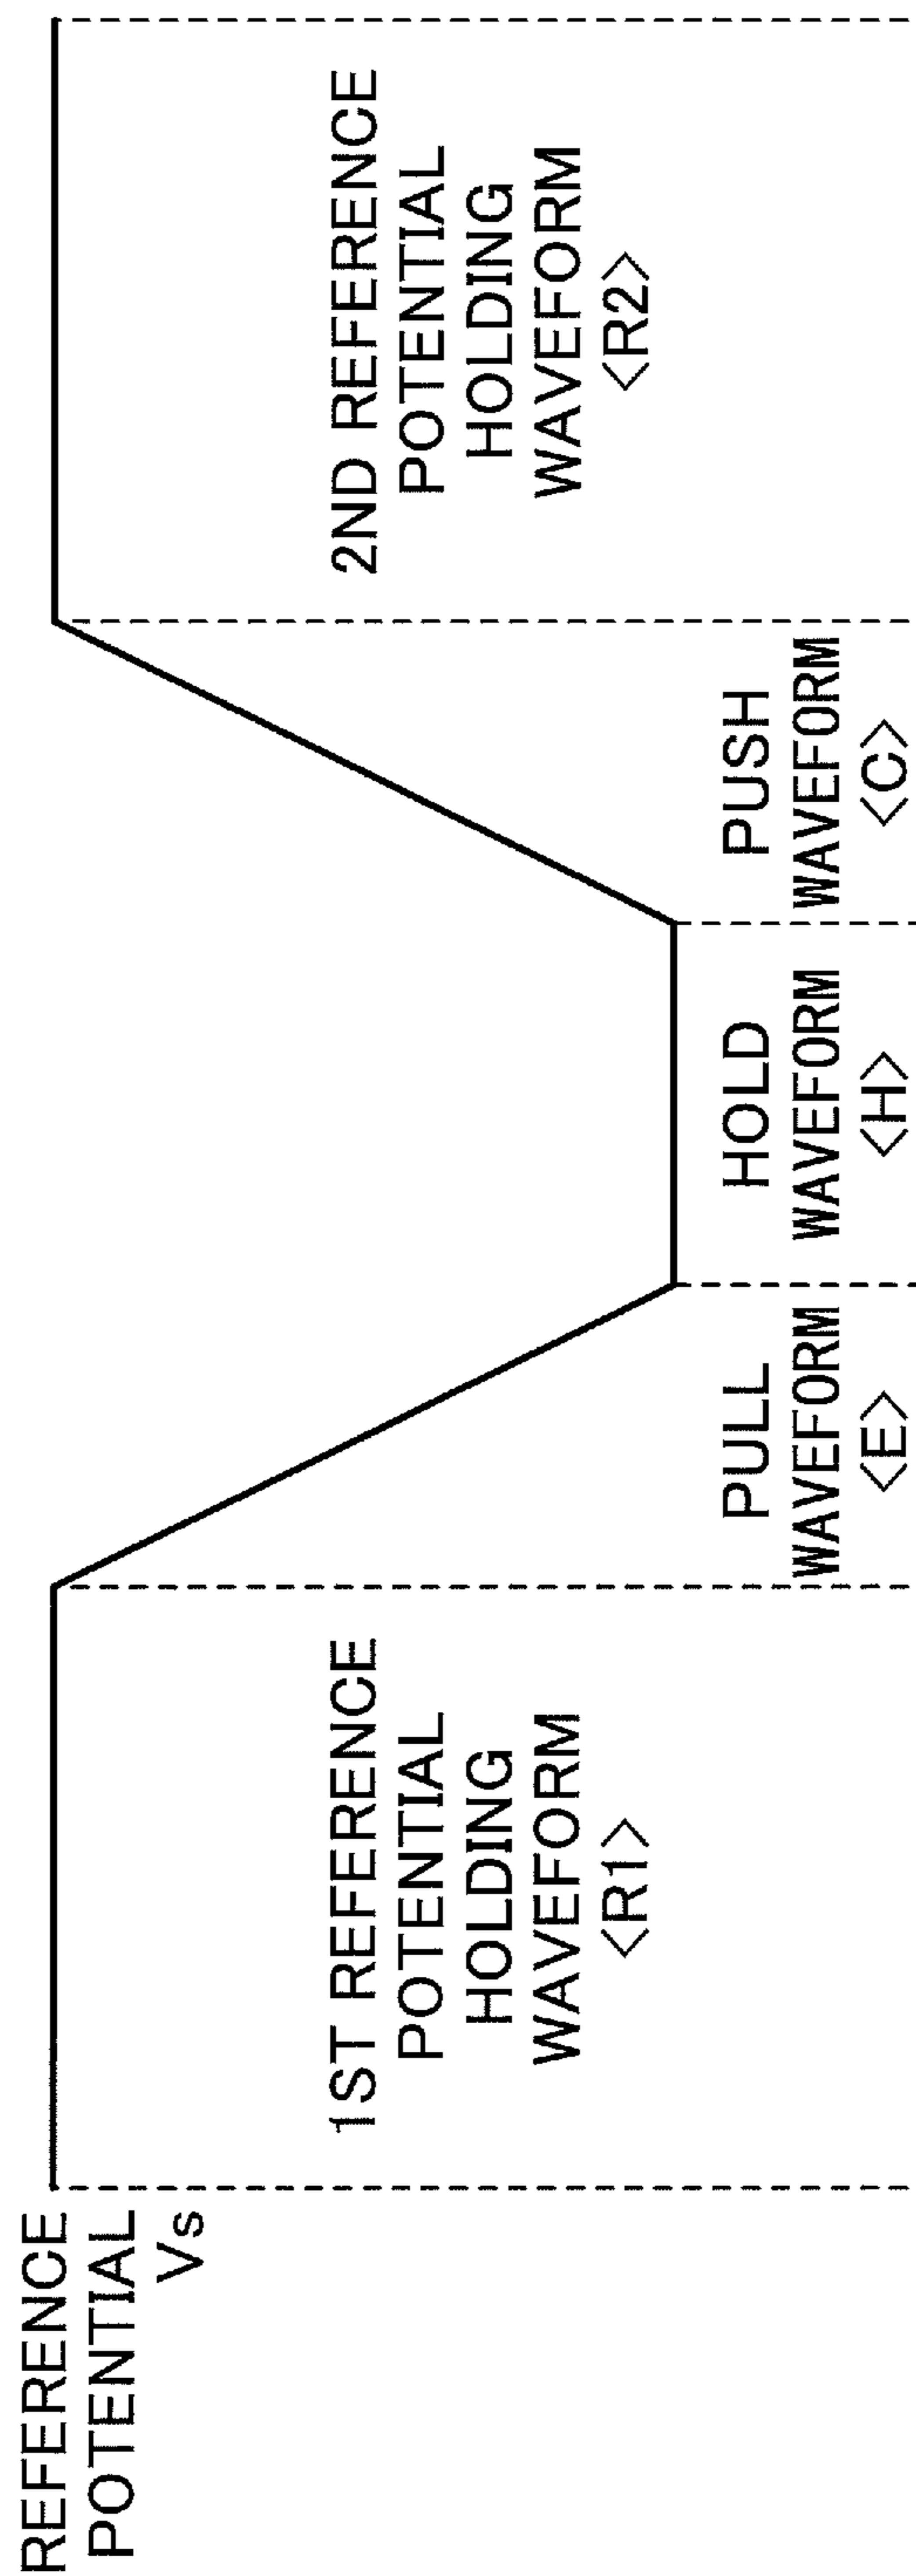 REFERENCE
POTENTIAL
Vs
1ST REFERENCE
POTENTIAL
HOLDING
WAVEFORM
<R1>
PULL
WAVEFORM
<E>
HOLD
WAVEFORM
<H>
PUSH
WAVEFORM
<C>
2ND REFERENCE
POTENTIAL
HOLDING
WAVEFORM
<R2>